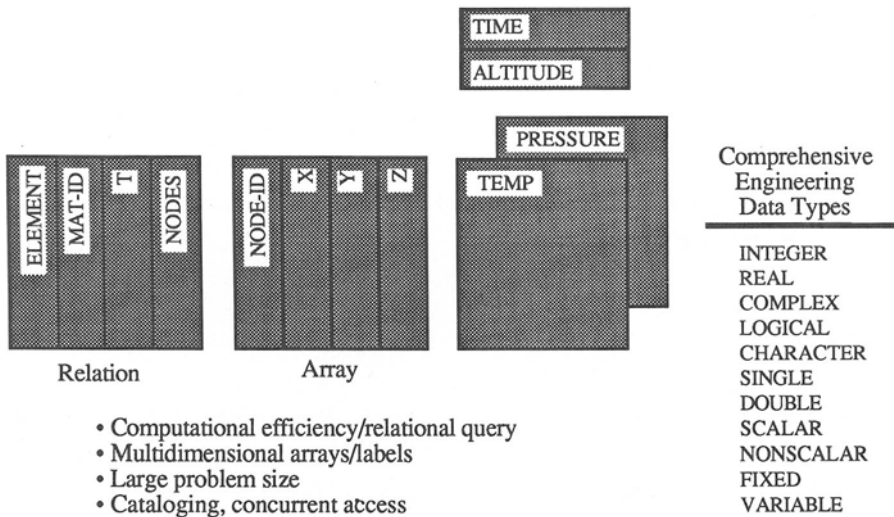 TIME
ALTITUDE
PRESSURE
TEMP
ELEMENT
MAT-ID
T
NODES
NODE-ID
X
Y
Z
Relation
Array
• Computational efficiency/relational query
• Multidimensional arrays/labels
• Large problem size
• Cataloging, concurrent access
Comprehensive
Engineering
Data Types
INTEGER
REAL
COMPLEX
LOGICAL
CHARACTER
SINGLE
DOUBLE
SCALAR
NONSCALAR
FIXED
VARIABLE